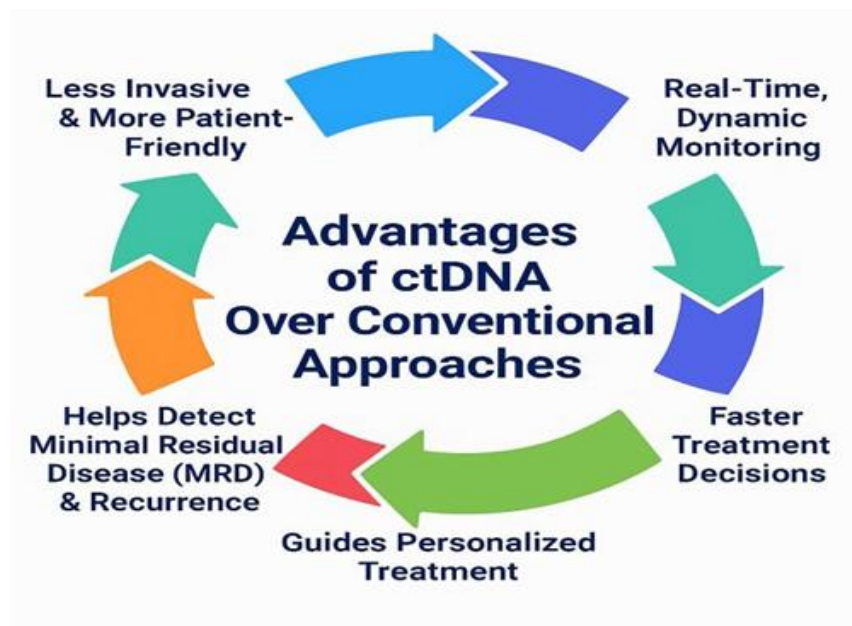 Advantages
of ctDNA
Over Conventional
Approaches
Less Invasive
& More Patient-
Friendly
Real-Time,
Dynamic
Monitoring
Faster
Treatment
Decisions
Guides Personalized
Treatment
Helps Detect
Minimal Residual
Disease (MRD)
& Recurrence